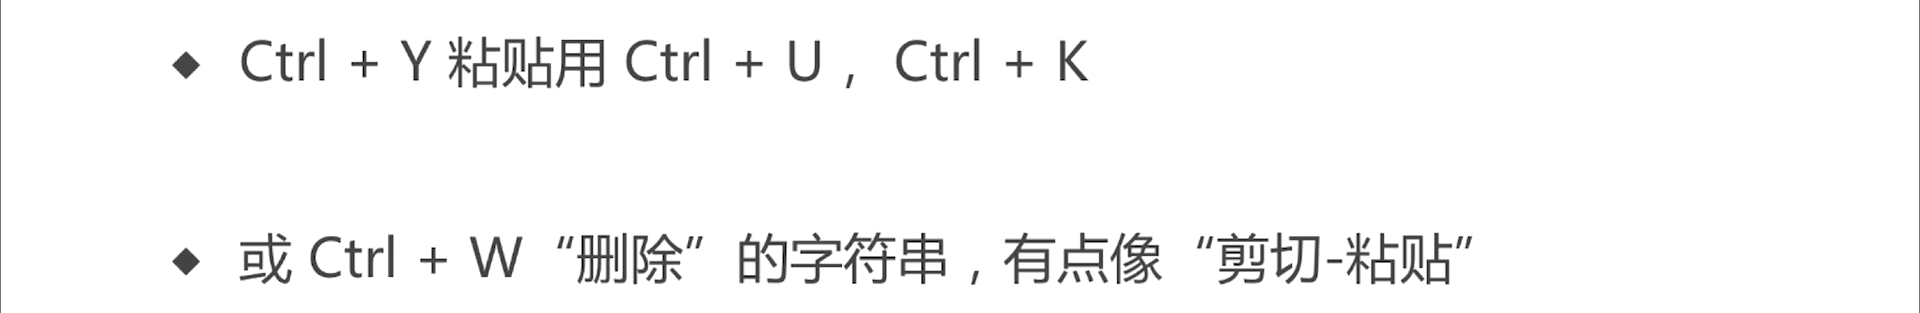 ◆ Ctrl + Y 粘贴用 Ctrl + U， Ctrl + K
◆ 或 Ctrl + W “删除” 的字符串，有点像 “剪切-粘贴”